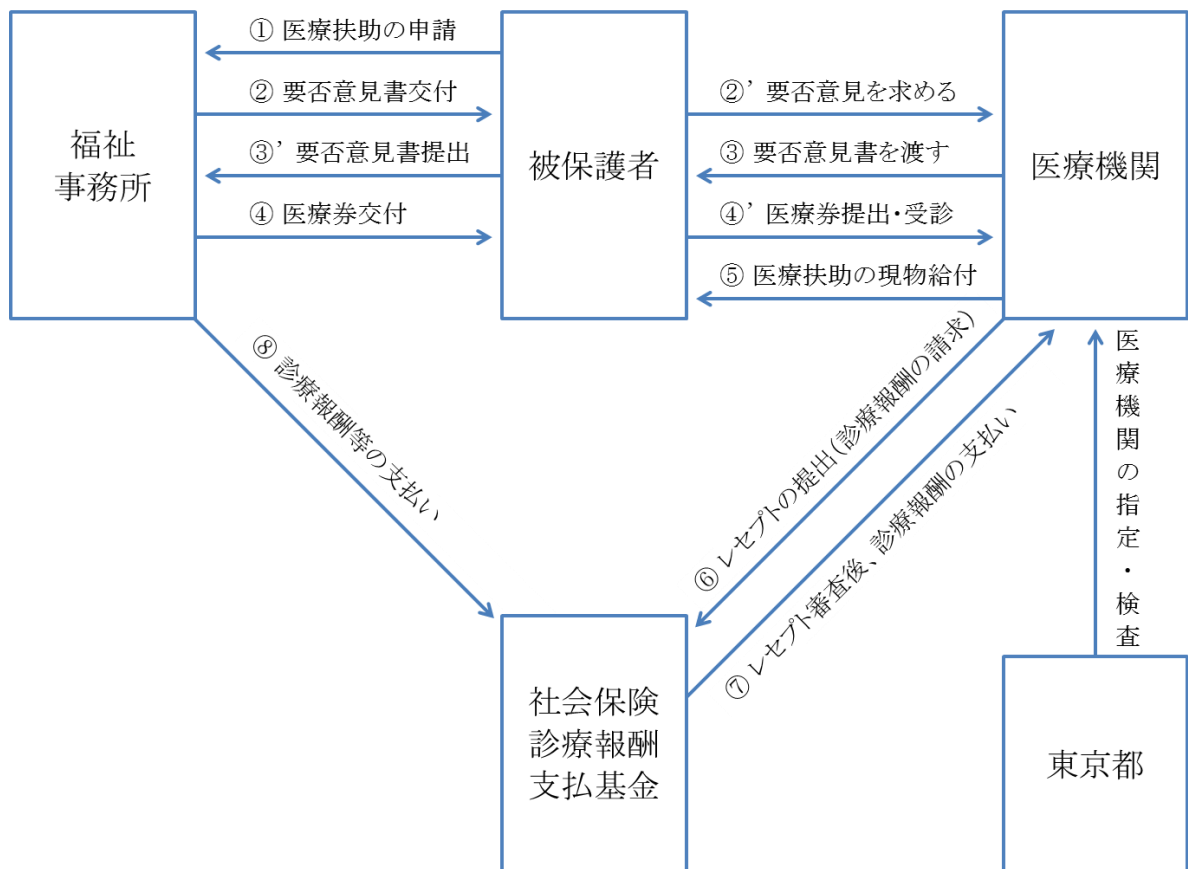 ① 医療扶助の申請
② 要否意見書交付
②’ 要否意見を求める
福祉
事務所
被保護者
医療機関
③’ 要否意見書提出
③ 要否意見書を渡す
④ 医療券交付
④’ 医療券提出・受診
⑤ 医療扶助の現物給付
⑧ 診療報酬等の支払い
⑥ レセプトの提出(診療報酬の請求)
⑦ レセプト審査後、診療報酬の支払い
医療機関の指定・検査
社会保険
診療報酬
支払基金
東京都